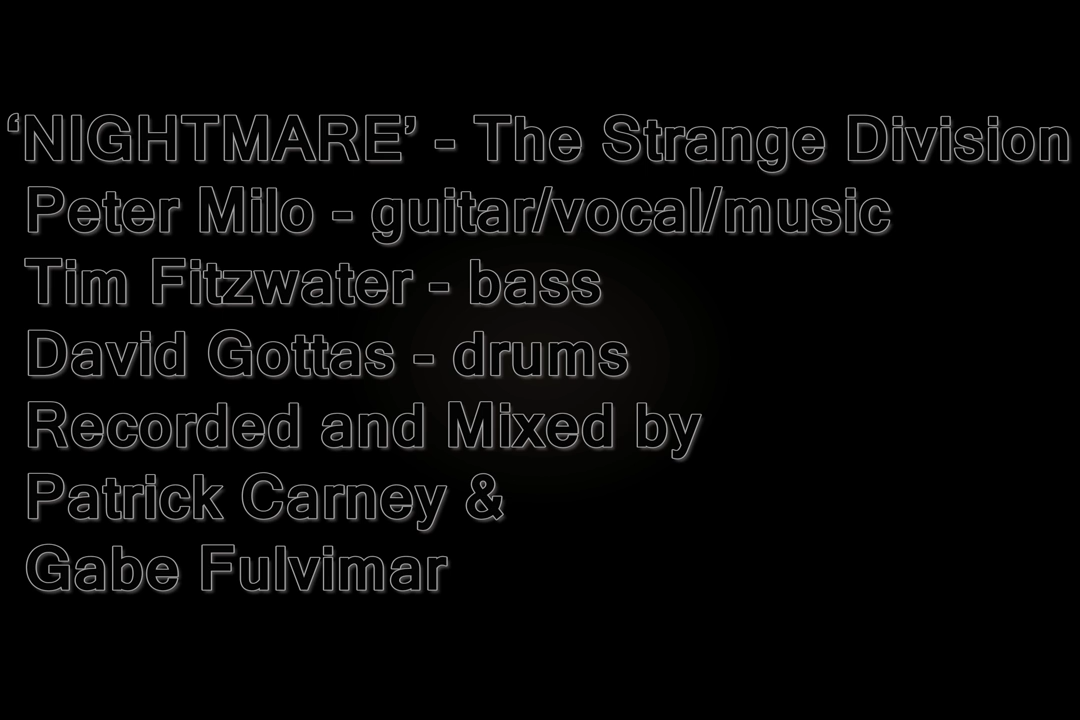 ‘NIGHTMARE’ - The Strange Division
Peter Milo - guitar/vocal/music
Tim Fitzwater - bass
David Gottas - drums
Recorded and Mixed by
Patrick Carney &
Gabe Fulvimar